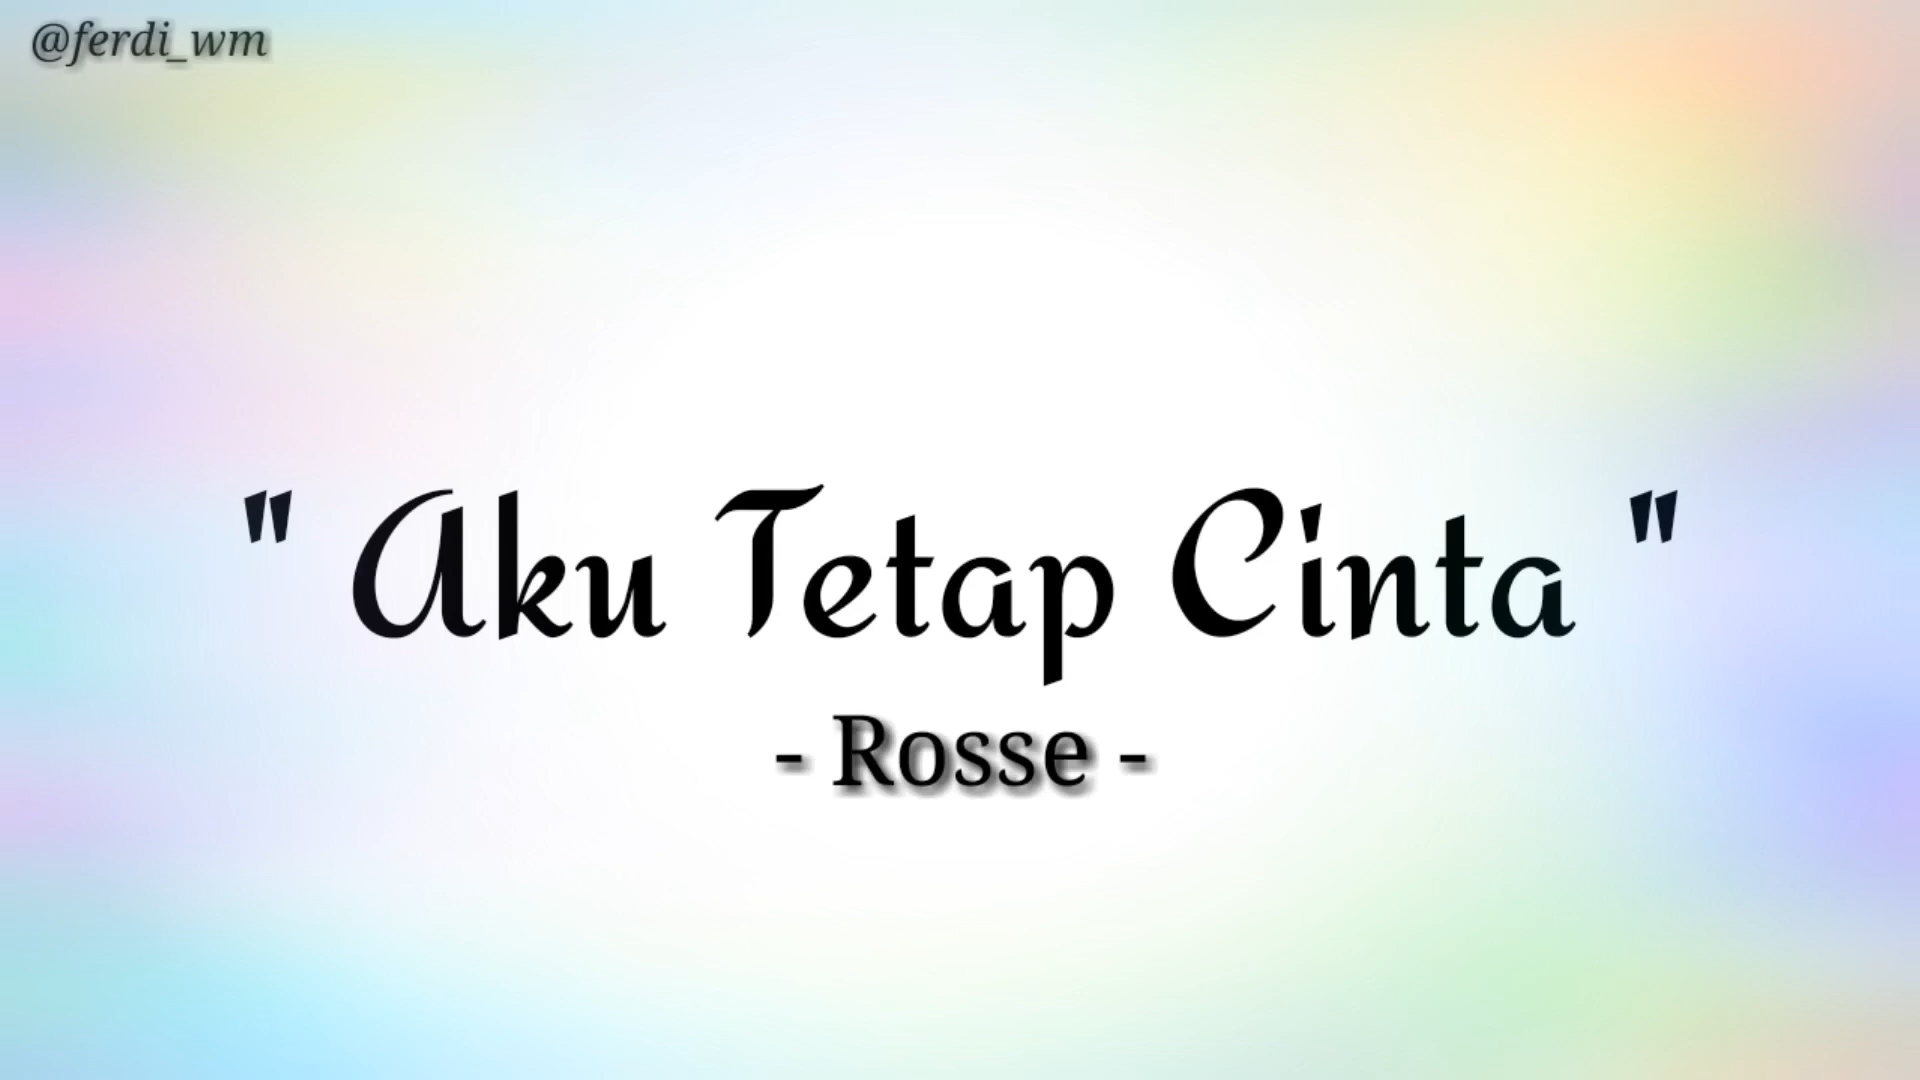 @ferdi_wm
" Aku Tetap Cinta "
- Rosse -